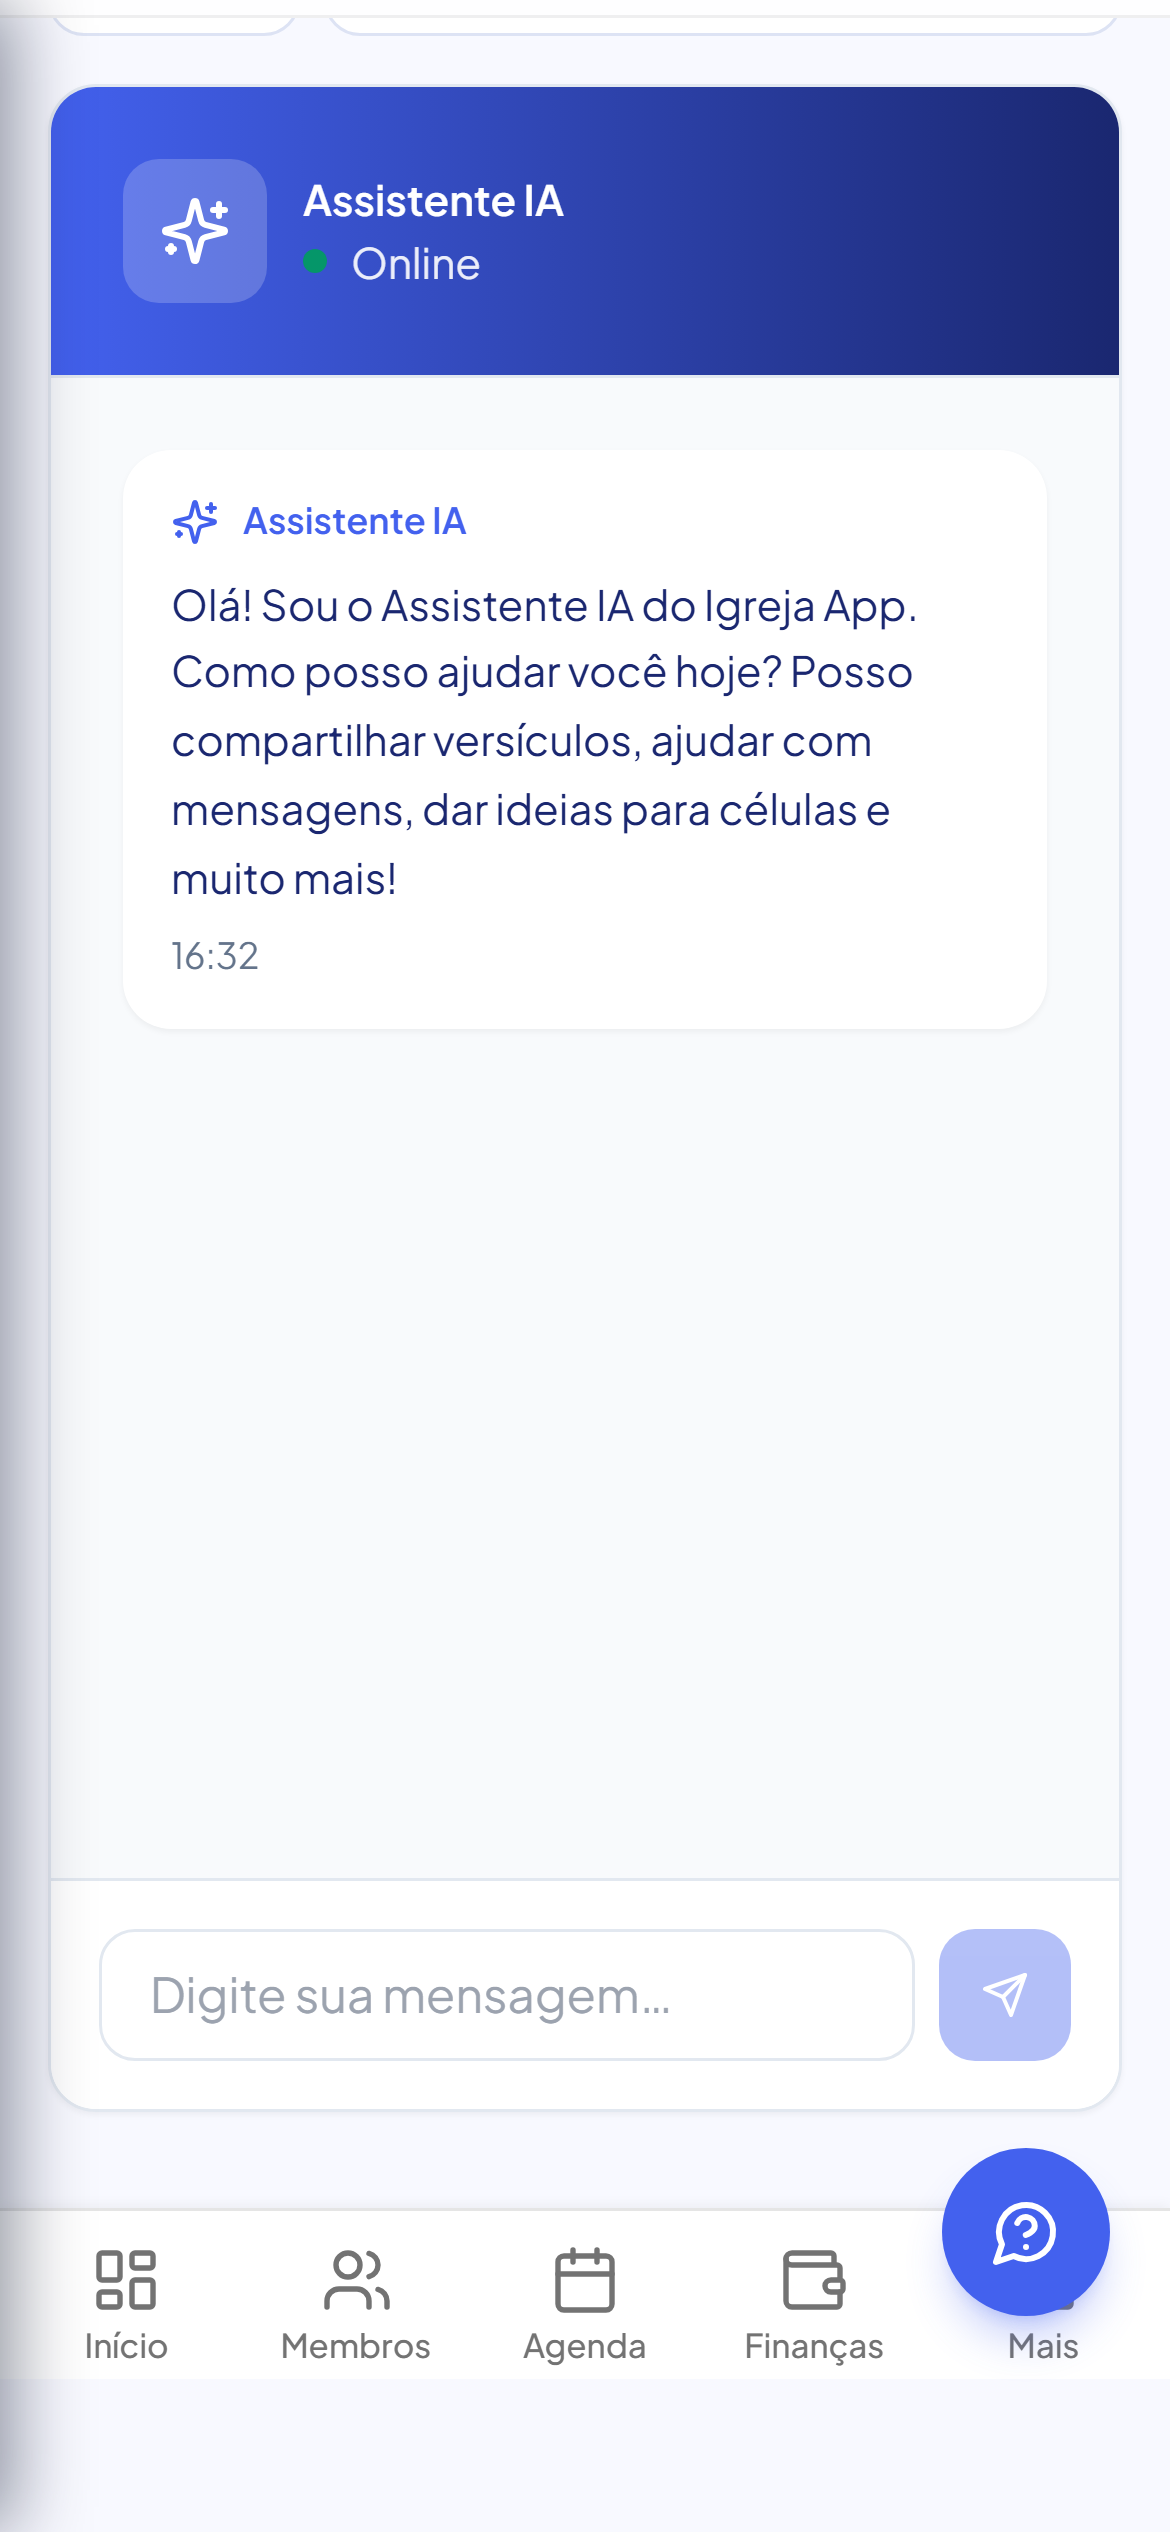 Assistente IA
Online
Assistente IA
Olá! Sou o Assistente IA do Igreja App.
Como posso ajudar você hoje? Posso
compartilhar versículos, ajudar com
mensagens, dar ideias para células e
muito mais!
16:32
Digite sua mensagem...
Início
Membros
Agenda
Finanças
Mais